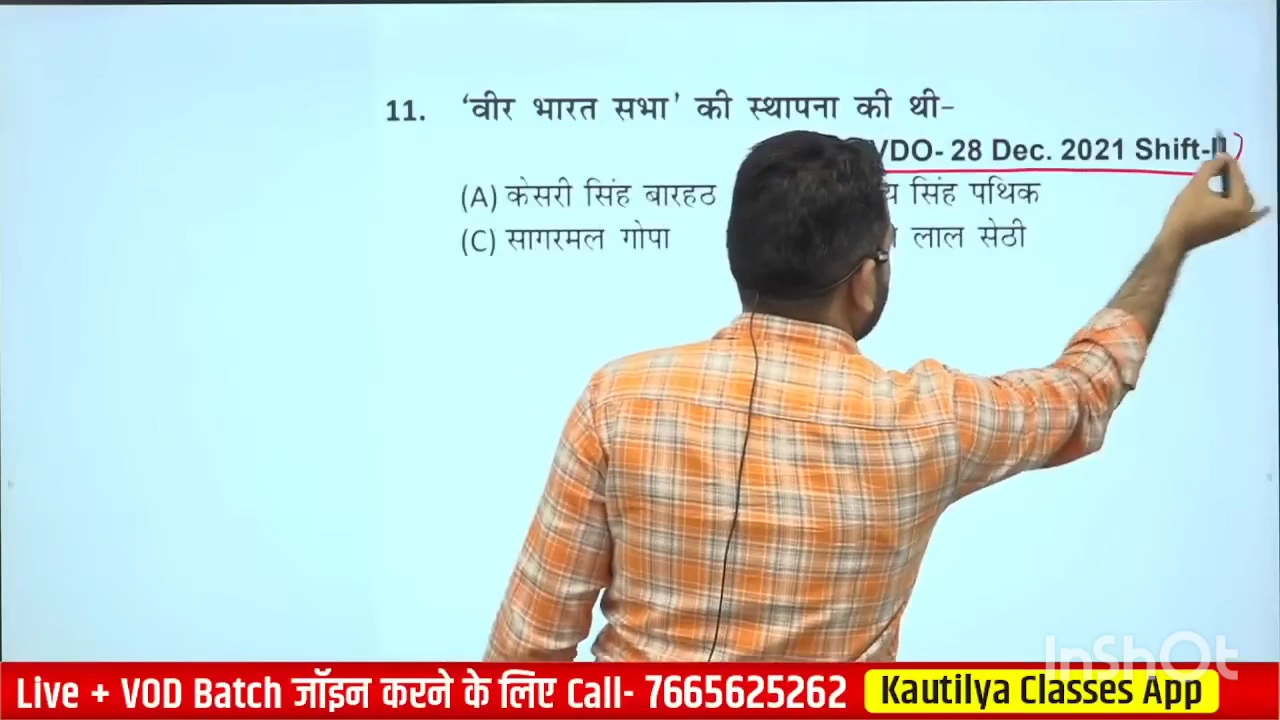 11. 'वीर भारत सभा' की स्थापना की थी-
VDO- 28 Dec. 2021 Shift-II
(A) केसरी सिंह बारहठ सिंह पथिक
(C) सागरमल गोपा लाल सेठी
InShOt
Live + VOD Batch जॉइन करने के लिए Call- 7665625262 Kautilya Classes App